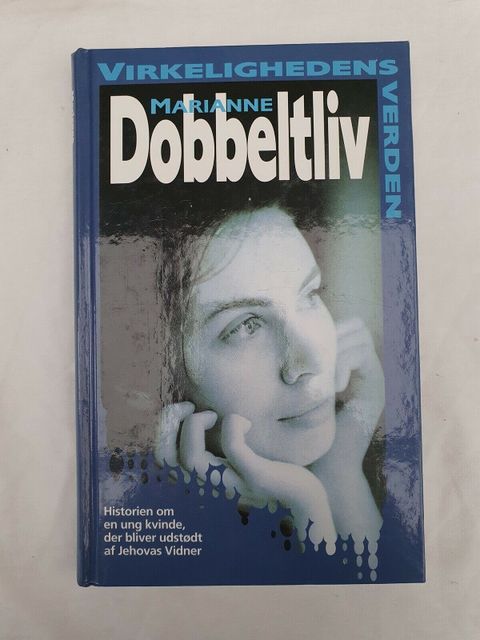 VIRKELIGHEDENS
VERDEN
MARIANNE
Dobbeltliv
Historien om
en ung kvinde,
der bliver udstødt
af Jehovas Vidner